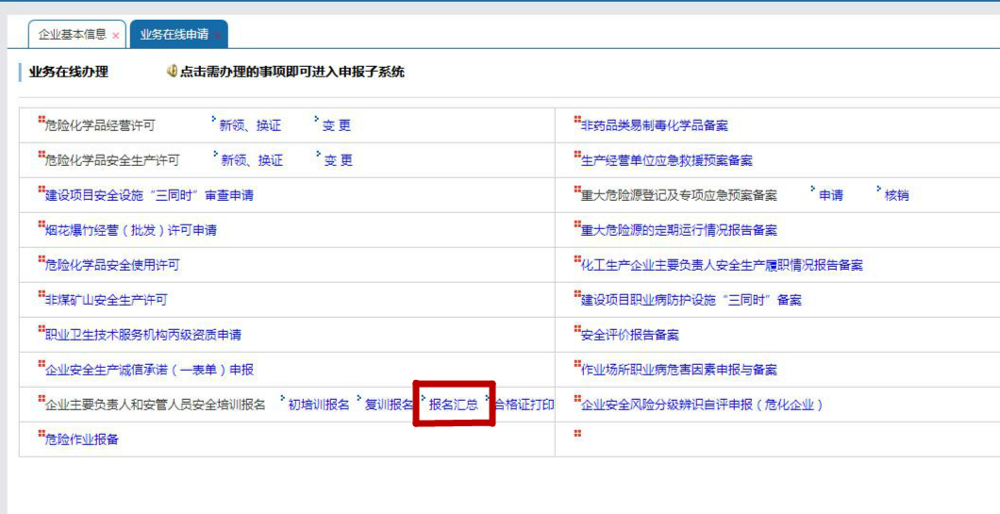 企业基本信息 × 业务在线申请 ×
业务在线办理 点击需办理的事项即可进入申报子系统
危险化学品经营许可 新领、换证 变 更 非药品类易制毒化学品备案
危险化学品安全生产许可 新领、换证 变 更 生产经营单位应急救援预案备案
建设项目安全设施“三同时”审查申请 重大危险源登记及专项应急预案备案 申请 核销
烟花爆竹经营（批发）许可申请 重大危险源的定期运行情况报告备案
危险化学品安全使用许可 化工生产企业主要负责人安全生产履职情况报告备案
非煤矿山安全生产许可 建设项目职业病防护设施“三同时”备案
职业卫生技术服务机构丙级资质申请 安全评价报告备案
企业安全生产诚信承诺（一表单）申报 作业场所职业病危害因素申报与备案
企业主要负责人和安管人员安全培训报名 初培训报名 复训报名 报名汇总 合格证打印 企业安全风险分级辨识自评申报（危化企业）
危险作业报备